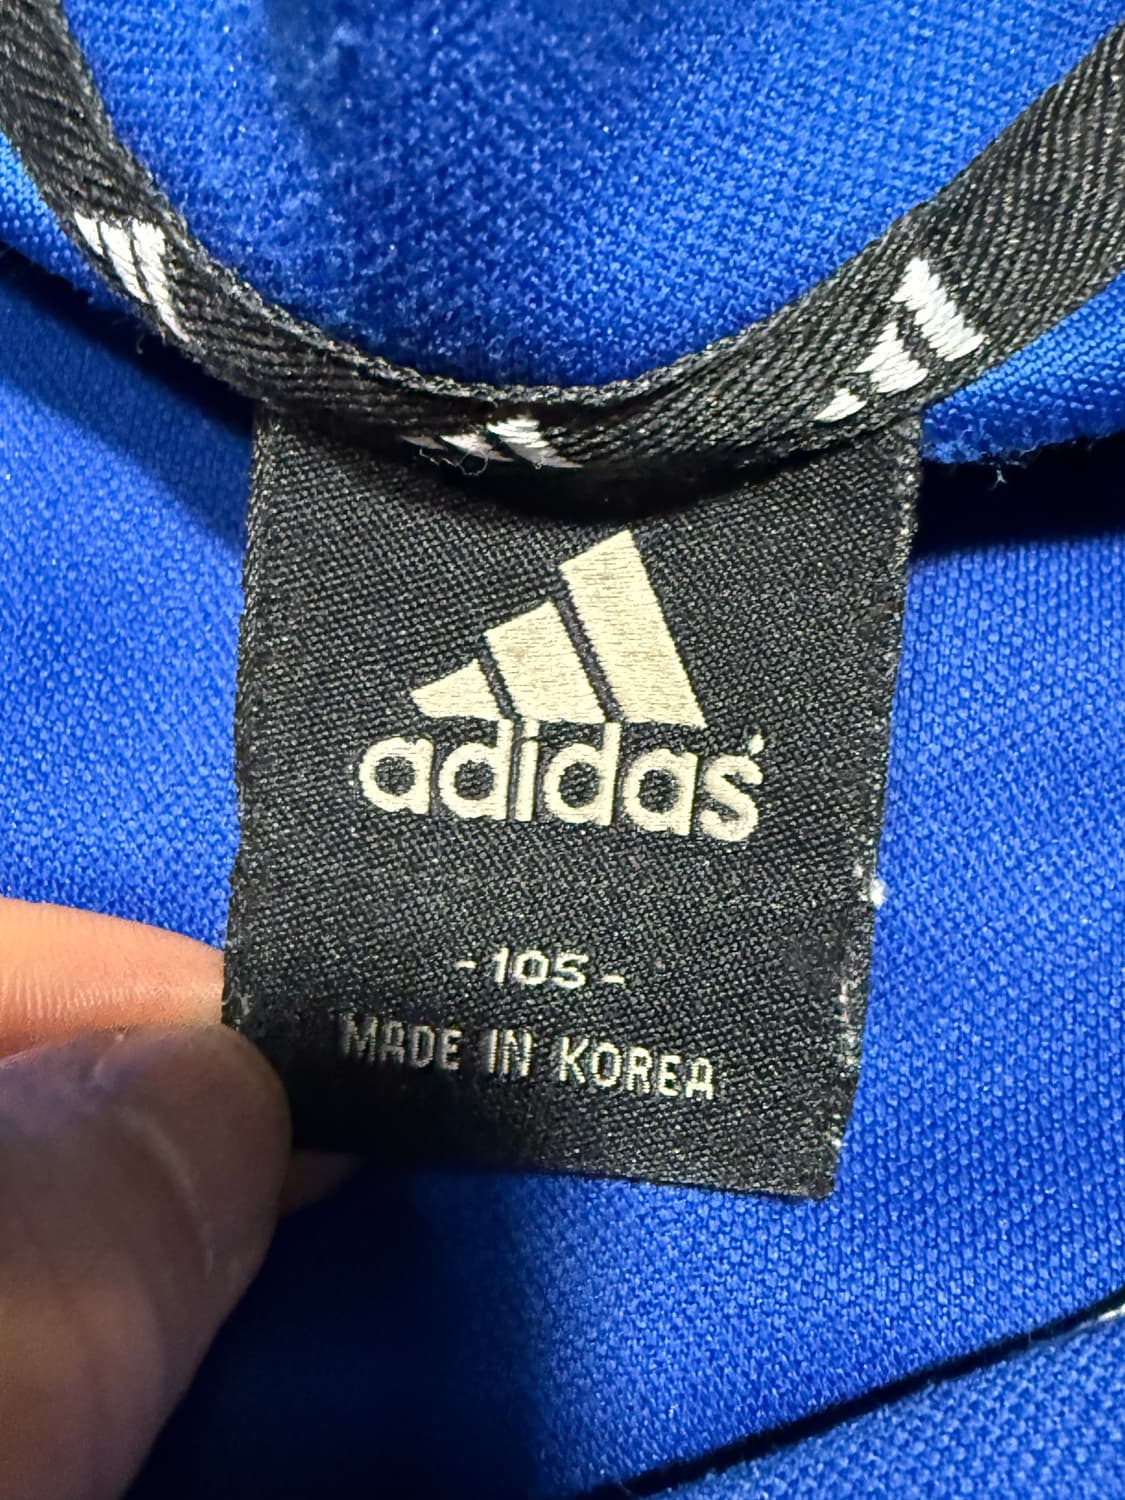 adidas
- 105 -
MADE IN KOREA